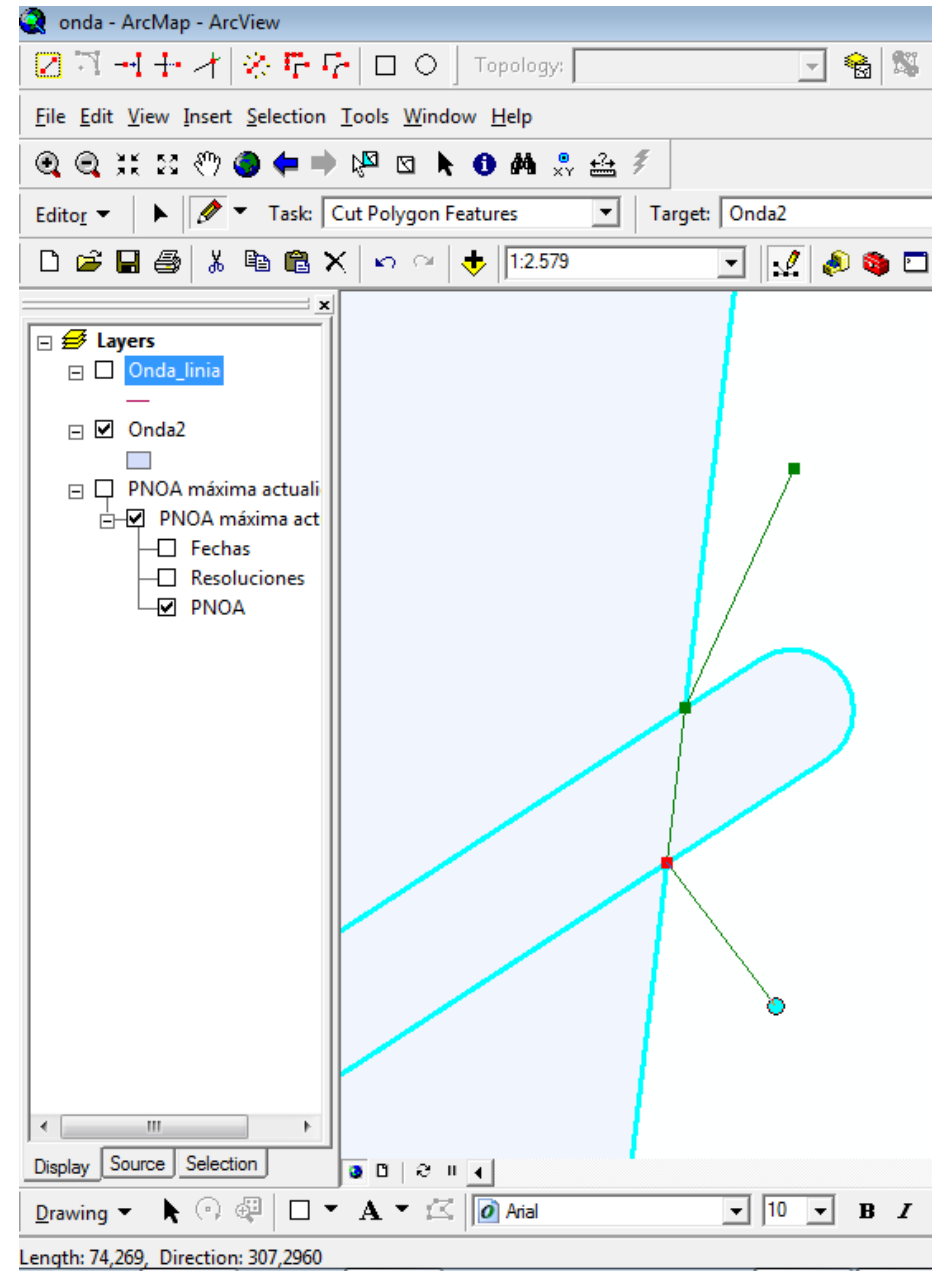 onda - ArcMap - ArcView
Topology:
File Edit View Insert Selection Tools Window Help
XY
Editor Task: Cut Polygon Features Target: Onda2
1:2.579
Layers
Onda_linia
Onda2
PNOA máxima actuali
PNOA máxima act
Fechas
Resoluciones
PNOA
Display Source Selection
Drawing A Arial 10 B I
Length: 74,269, Direction: 307,2960